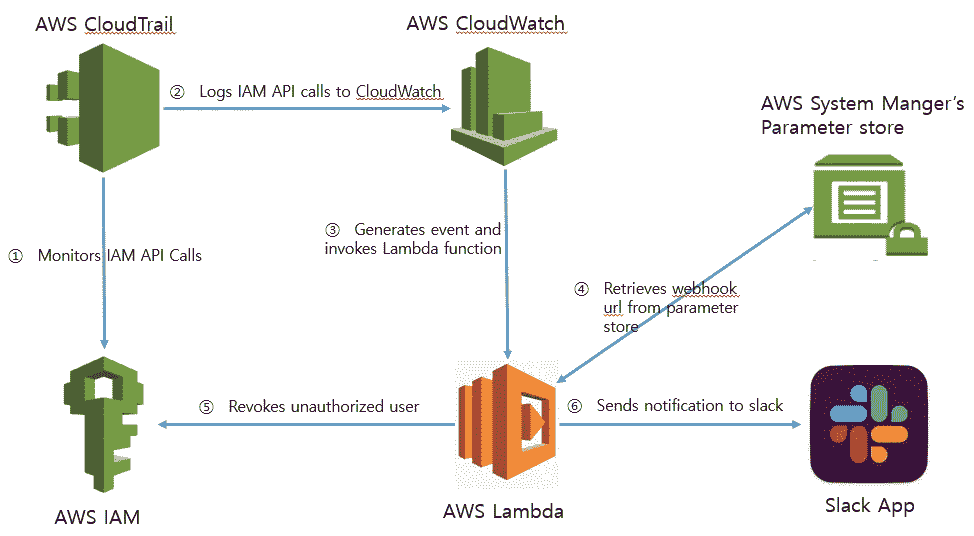 AWS CloudTrail
AWS CloudWatch
② Logs IAM API calls to CloudWatch
AWS System Manger's
Parameter store
③ Generates event and
invokes Lambda function
① Monitors IAM API Calls
④ Retrieves webhook
url from parameter
store
⑤ Revokes unauthorized user
⑥ Sends notification to slack
AWS IAM
AWS Lambda
Slack App